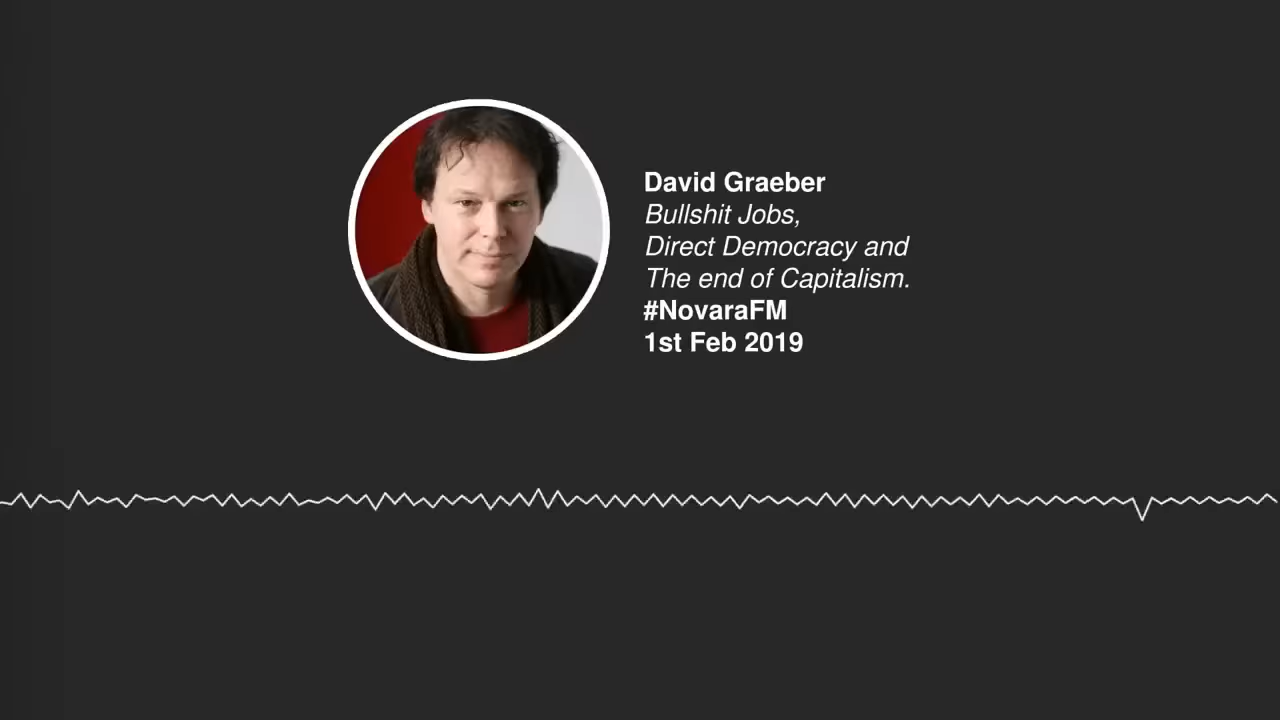 David Graeber
Bullshit Jobs,
Direct Democracy and
The end of Capitalism.
#NovaraFM
1st Feb 2019